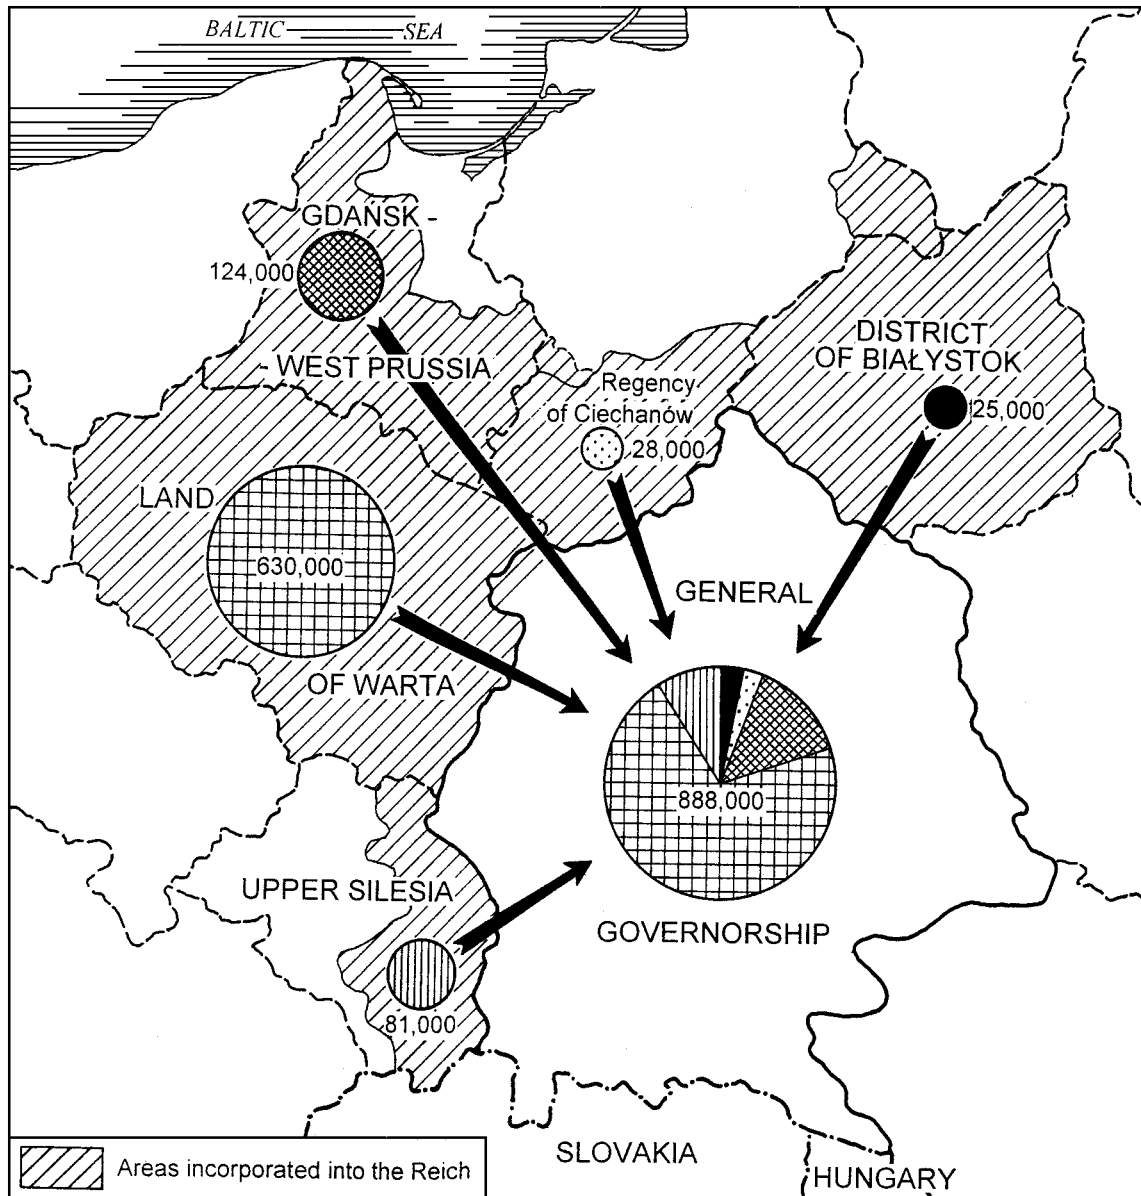 BALTIC SEA
GDAŃSK -
124,000
- WEST PRUSSIA
DISTRICT
OF BIAŁYSTOK
25,000
Regency
of Ciechanów
28,000
LAND
630,000
OF WARTA
GENERAL
888,000
GOVERNORSHIP
UPPER SILESIA
81,000
SLOVAKIA
HUNGARY
Areas incorporated into the Reich